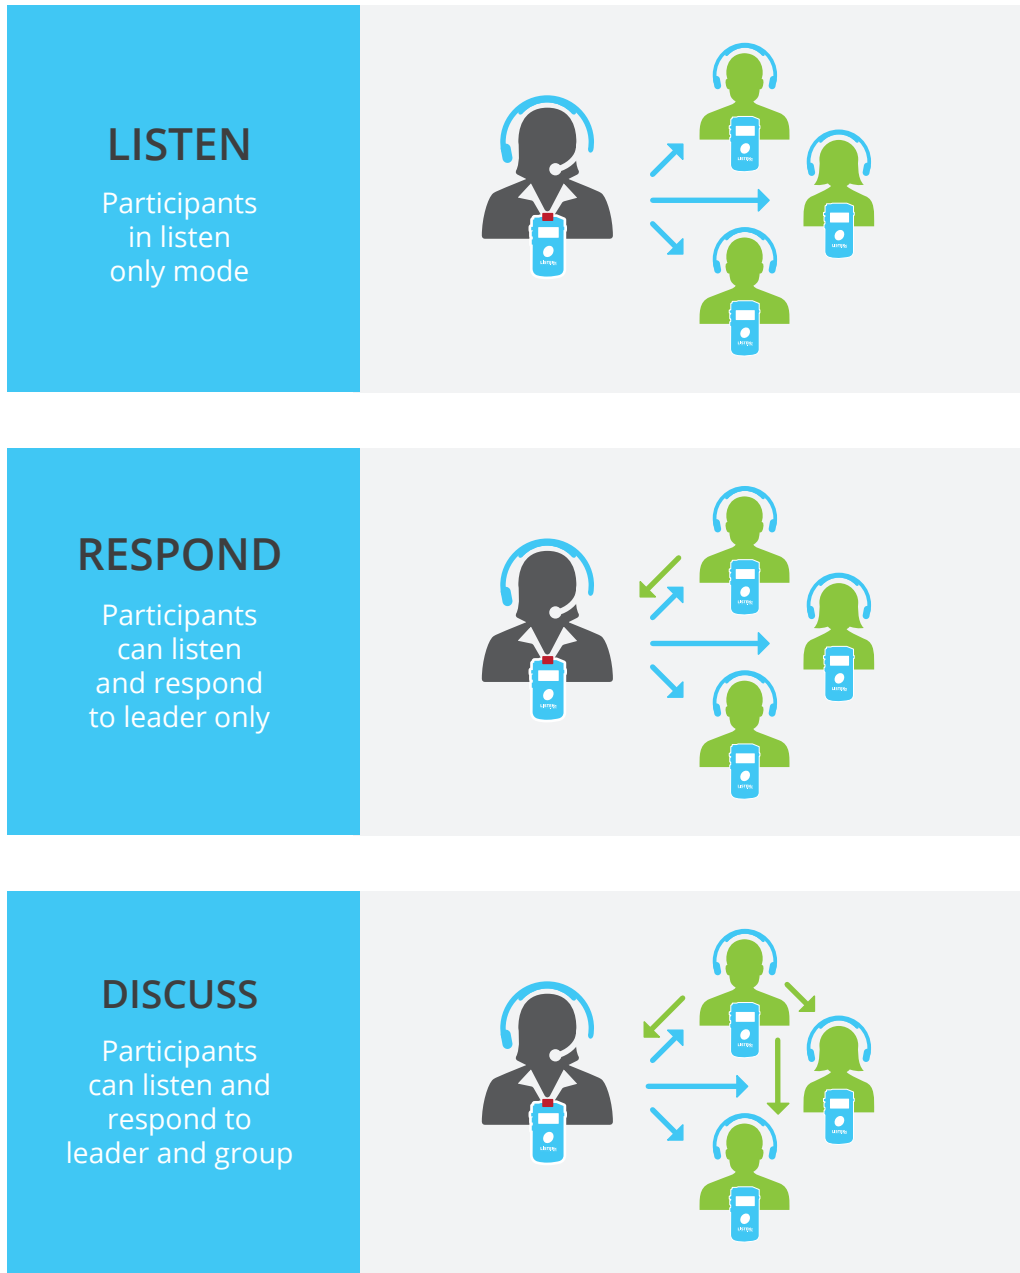 LISTEN
Participants
in listen
only mode
RESPOND
Participants
can listen
and respond
to leader only
DISCUSS
Participants
can listen and
respond to
leader and group